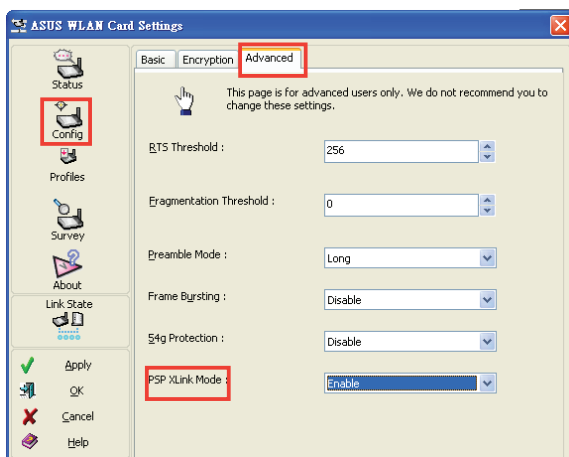 ASUS WLAN Card Settings
Status
Config
Profiles
Survey
About
Link State
Apply
OK
Cancel
Help
Basic
Encryption
Advanced
This page is for advanced users only. We do not recommend you to
change these settings.
RTS Threshold :
256
Fragmentation Threshold :
0
Preamble Mode :
Long
Frame Bursting :
Disable
54g Protection :
Disable
PSP XLink Mode :
Enable